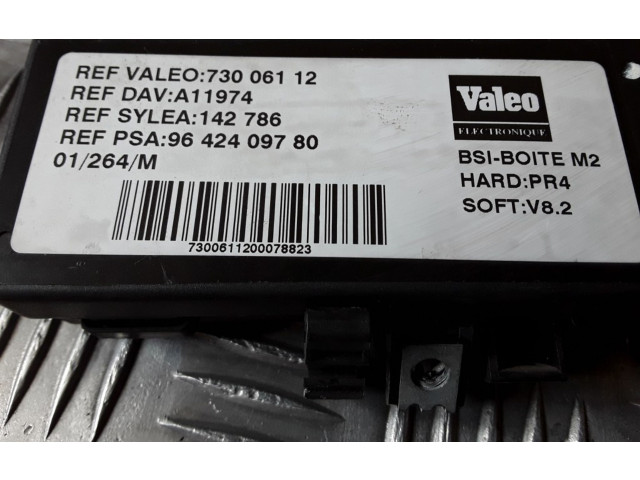 REF VALEO:730 061 12
REF DAV:A11974
REF SYLEA:142 786
REF PSA:96 424 097 80
01/264/M
7300611200078823
Valeo
ELECTRONIQUE
BSI-BOITE M2
HARD:PR4
SOFT:V8.2